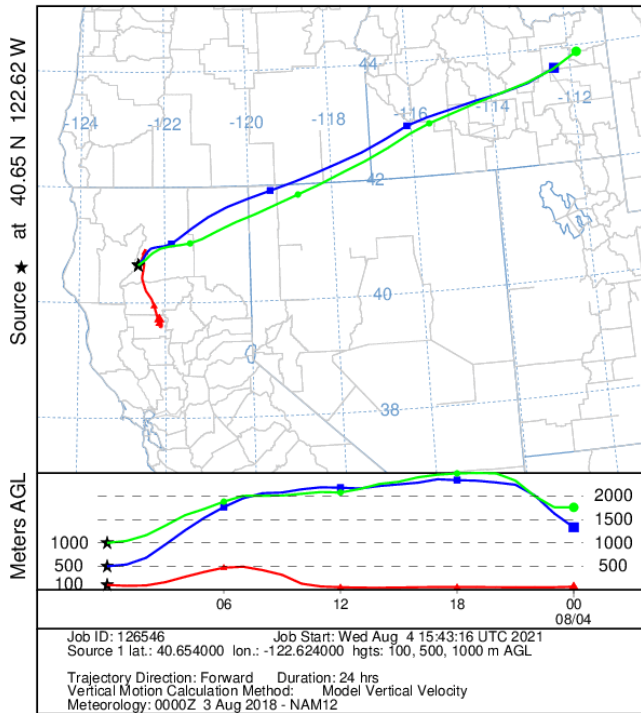 Source ★ at 40.65 N 122.62 W
44
-112
-114
-116
-118
-120
-122
-124
42
40
38
Meters AGL
2000
1500
1000 1000
500 500
100
06 12 18 00
08/04
Job ID: 126546 Job Start: Wed Aug 4 15:43:16 UTC 2021
Source 1 lat.: 40.654000 lon.: -122.624000 hgts: 100, 500, 1000 m AGL
Trajectory Direction: Forward Duration: 24 hrs
Vertical Motion Calculation Method: Model Vertical Velocity
Meteorology: 0000Z 3 Aug 2018 - NAM12